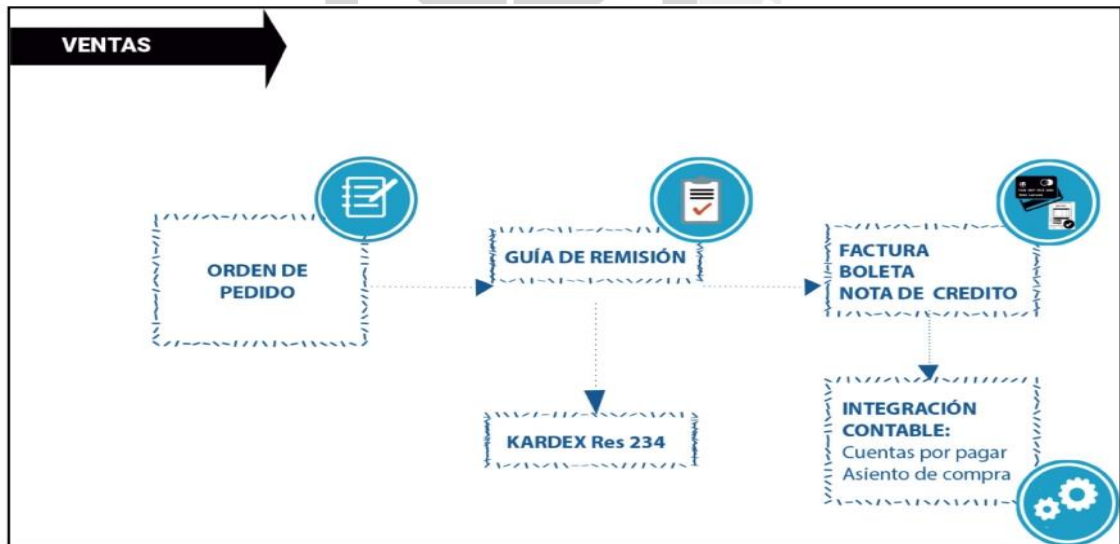 VENTAS
ORDEN DE
PEDIDO
GUÍA DE REMISIÓN
FACTURA
BOLETA
NOTA DE CREDITO
KARDEX Res 234
INTEGRACIÓN
CONTABLE:
Cuentas por pagar
Asiento de compra